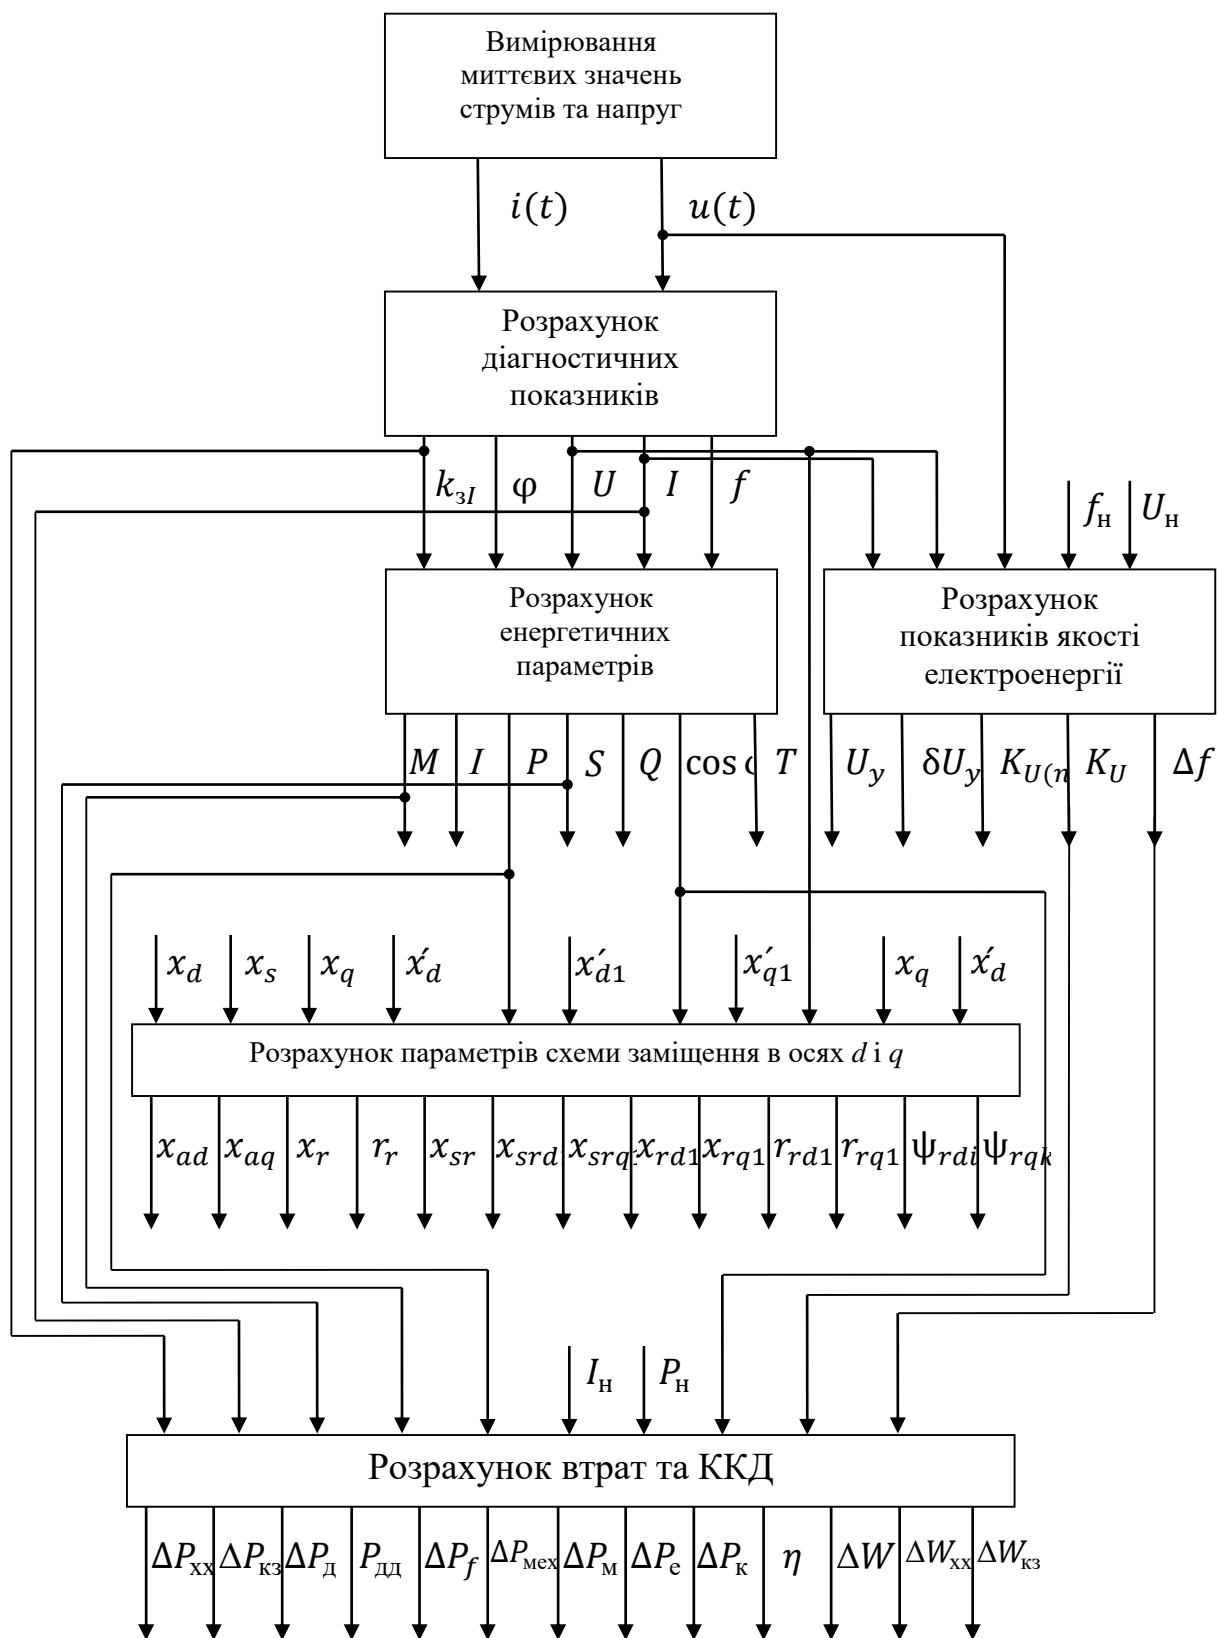 Вимірювання
миттєвих значень
струмів та напруг
i(t) u(t)
Розрахунок
діагностичних
показників
k_зI φ U I f
f_н U_н
Розрахунок
енергетичних
параметрів
Розрахунок
показників якості
електроенергії
M I P S Q cos T U_y δU_y K_U(n K_U Δf
x_d x_s x_q x́_d x́_d1 x́_q1 x_q x́_d
Розрахунок параметрів схеми заміщення в осях d і q
x_ad x_aq x_r r_r x_sr x_srd x_srq x_rd1 x_rq1 r_rd1 r_rq1 ψ_rdi ψ_rqk
I_н P_н
Розрахунок втрат та ККД
ΔP_хх ΔP_кз ΔP_д P_дд ΔP_f ΔP_мех ΔP_м ΔP_е ΔP_к η ΔW ΔW_хх ΔW_кз